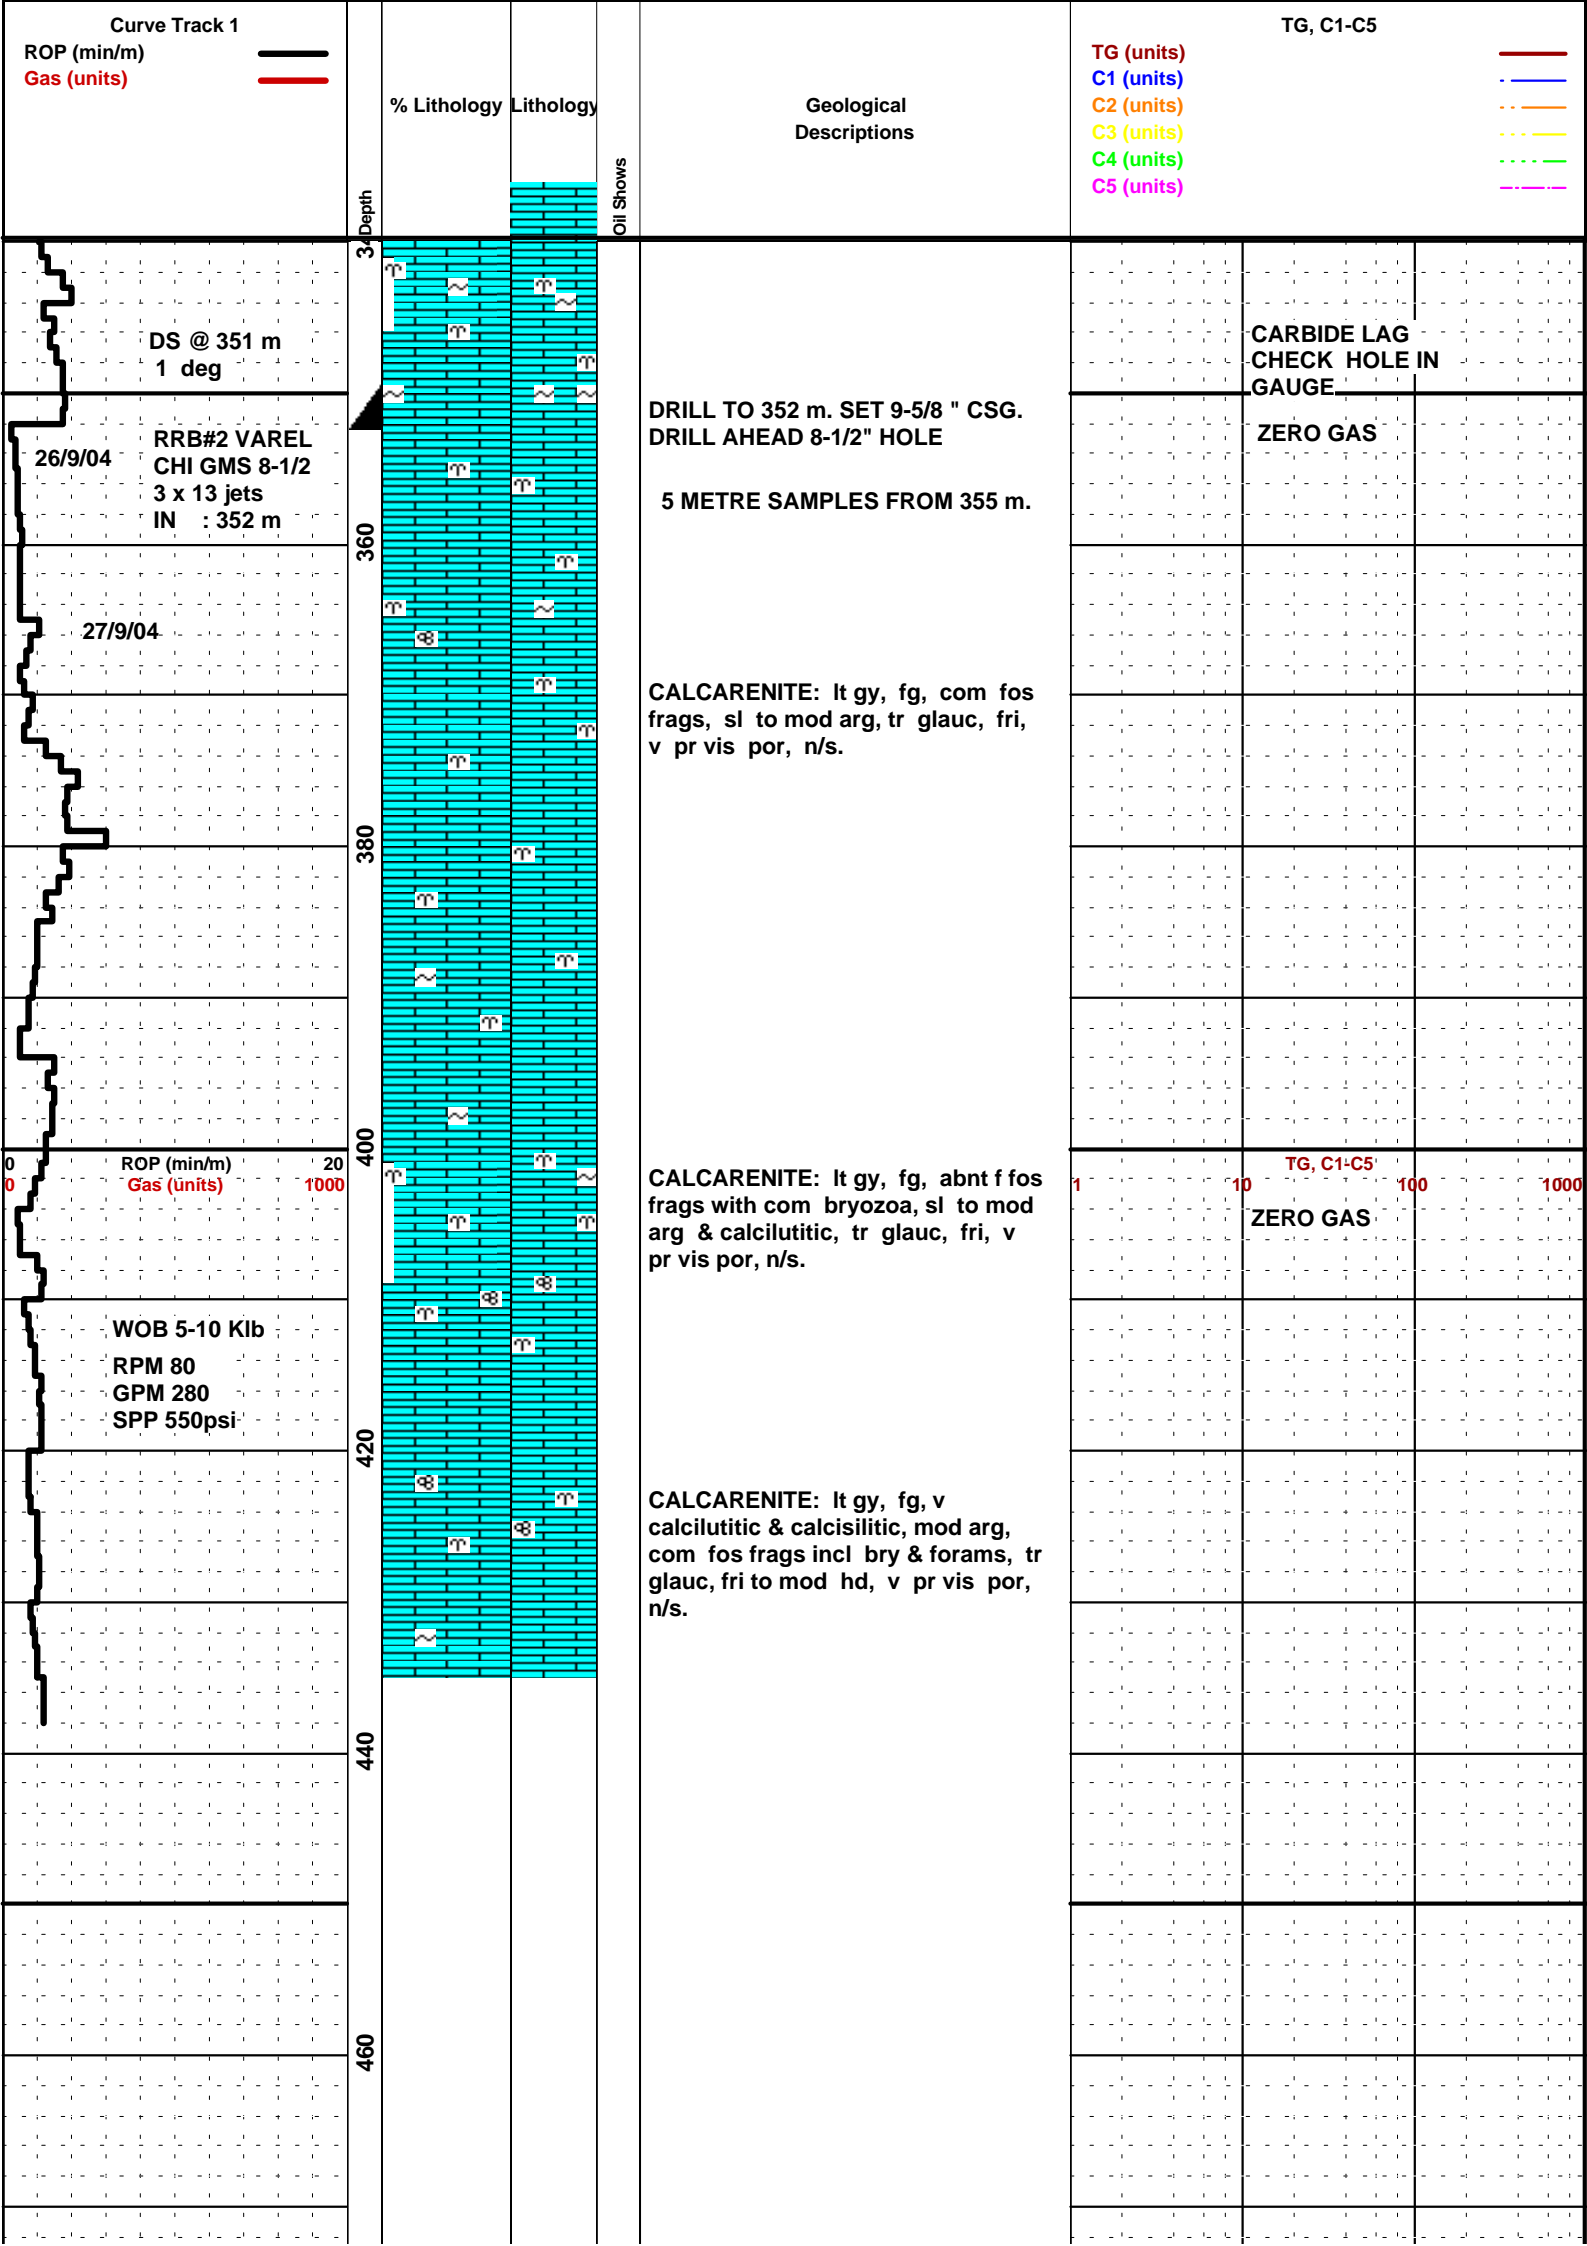 Curve Track 1
ROP (min/m)
Gas (units)
Depth
% Lithology
Lithology
Oil Shows
Geological
Descriptions
TG, C1-C5
TG (units)
C1 (units)
C2 (units)
C3 (units)
C4 (units)
C5 (units)
34
DS @ 351 m
1 deg
CARBIDE LAG
CHECK HOLE IN
GAUGE
DRILL TO 352 m. SET 9-5/8 " CSG.
DRILL AHEAD 8-1/2" HOLE
ZERO GAS
26/9/04
RRB#2 VAREL
CHI GMS 8-1/2
3 x 13 jets
IN : 352 m
5 METRE SAMPLES FROM 355 m.
360
27/9/04
CALCARENITE: lt gy, fg, com fos
frags, sl to mod arg, tr glauc, fri,
v pr vis por, n/s.
380
400
0 ROP (min/m) 20
0 Gas (units) 1000
TG, C1-C5
1 10 100 1000
CALCARENITE: lt gy, fg, abnt f fos
frags with com bryozoa, sl to mod
arg & calcilutitic, tr glauc, fri, v
pr vis por, n/s.
ZERO GAS
WOB 5-10 Klb
RPM 80
GPM 280
SPP 550psi
420
CALCARENITE: lt gy, fg, v
calcilutitic & calcisilitic, mod arg,
com fos frags incl bry & forams, tr
glauc, fri to mod hd, v pr vis por,
n/s.
440
460